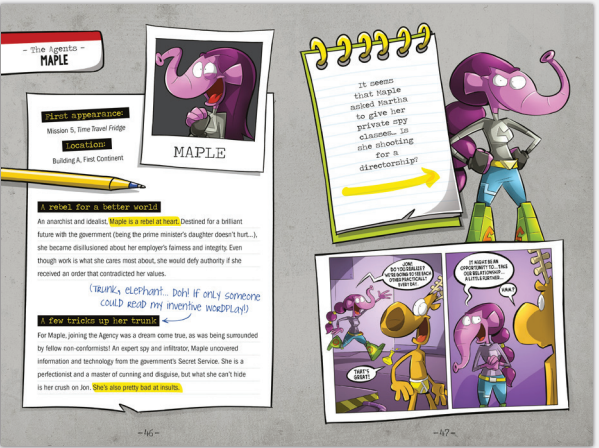 - The Agents -
MAPLE
First appearance:
Mission 5, Time Travel Fridge
Location:
Building A, First Continent
MAPLE
A rebel for a better world
An anarchist and idealist, Maple is a rebel at heart. Destined for a brilliant
future with the government (being the prime minister's daughter doesn't hurt...),
she became disillusioned about her employer's fairness and integrity. Even
though work is what she cares most about, she would defy authority if she
received an order that contradicted her values.
(Trunk, elephant... Doh! If only someone
could read my inventive wordplay!)
A few tricks up her trunk
For Maple, joining the Agency was a dream come true, as was being surrounded
by fellow non-conformists! An expert spy and infiltrator, Maple uncovered
information and technology from the government's Secret Service. She is a
perfectionist and a master of cunning and disguise, but what she can't hide
is her crush on Jon. She's also pretty bad at insults.
-46-
It seems
that Maple
asked Martha
to give her
private spy
classes... Is
she shooting
for a
directorship?
JON!
DO YOU REALIZE?
WE'RE GOING TO SEE EACH
OTHER PRACTICALLY
EVERY DAY...
THAT'S
GREAT!
IT MIGHT BE AN
OPPORTUNITY TO... TAKE
OUR RELATIONSHIP...
A LITTLE FURTHER...
HMM?
-47-